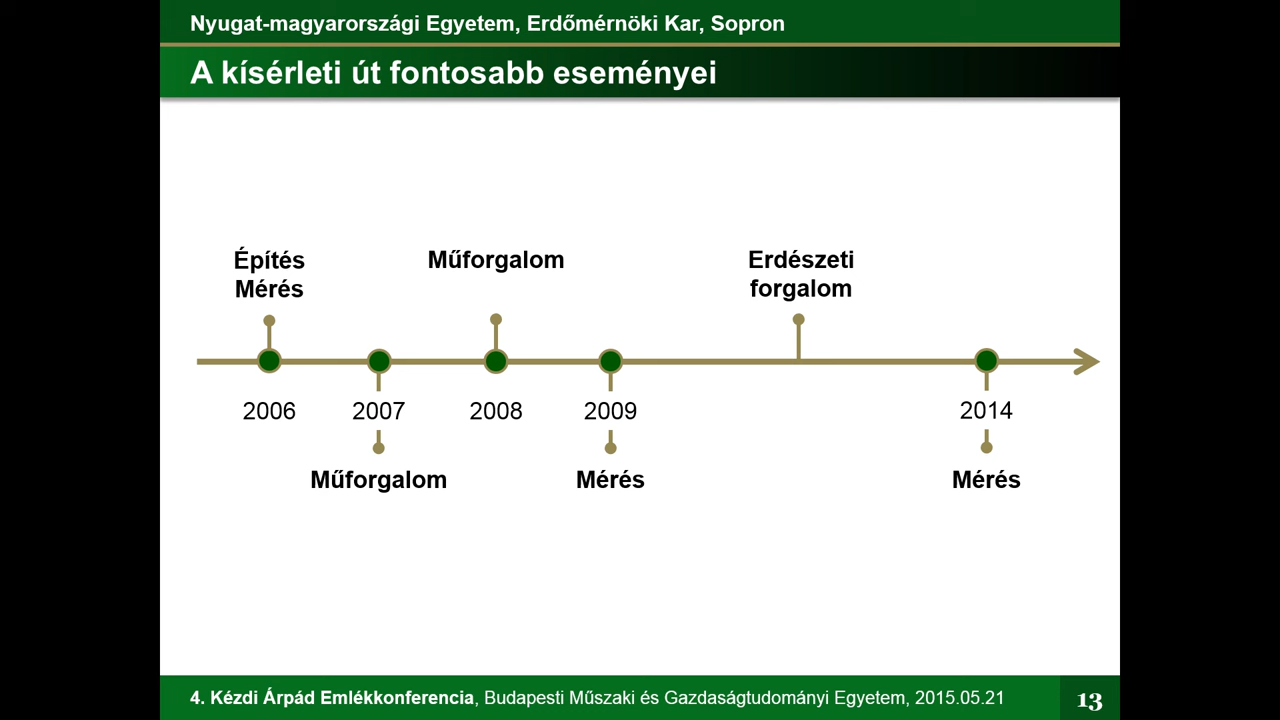 Nyugat-magyarországi Egyetem, Erdőmérnöki Kar, Sopron
A kísérleti út fontosabb eseményei
Építés
Mérés
Műforgalom
Erdészeti
forgalom
2006
2007
2008
2009
2014
Műforgalom
Mérés
Mérés
4. Kézdi Árpád Emlékkonferencia, Budapesti Műszaki és Gazdaságtudományi Egyetem, 2015.05.21
13